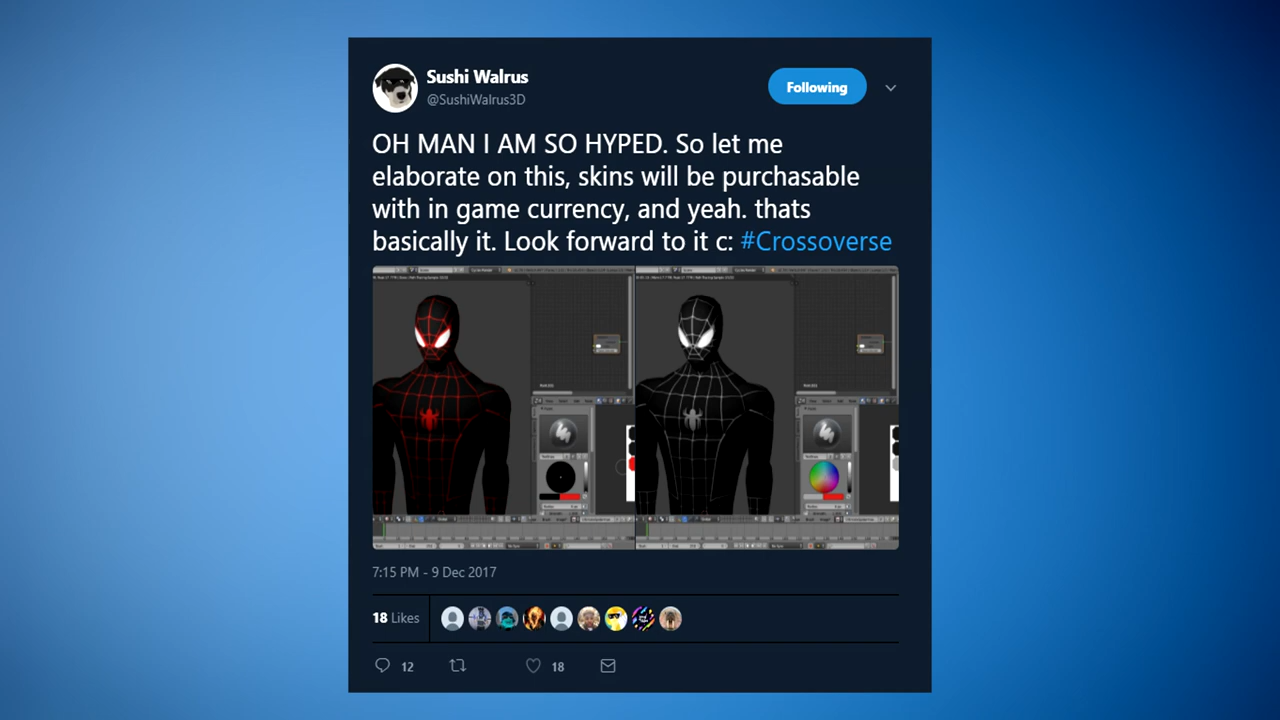 Sushi Walrus
@SushiWalrus3D
Following
OH MAN I AM SO HYPED. So let me
elaborate on this, skins will be purchasable
with in game currency, and yeah. thats
basically it. Look forward to it c: #Crossoverse
7:15 PM - 9 Dec 2017
18 Likes
12
18